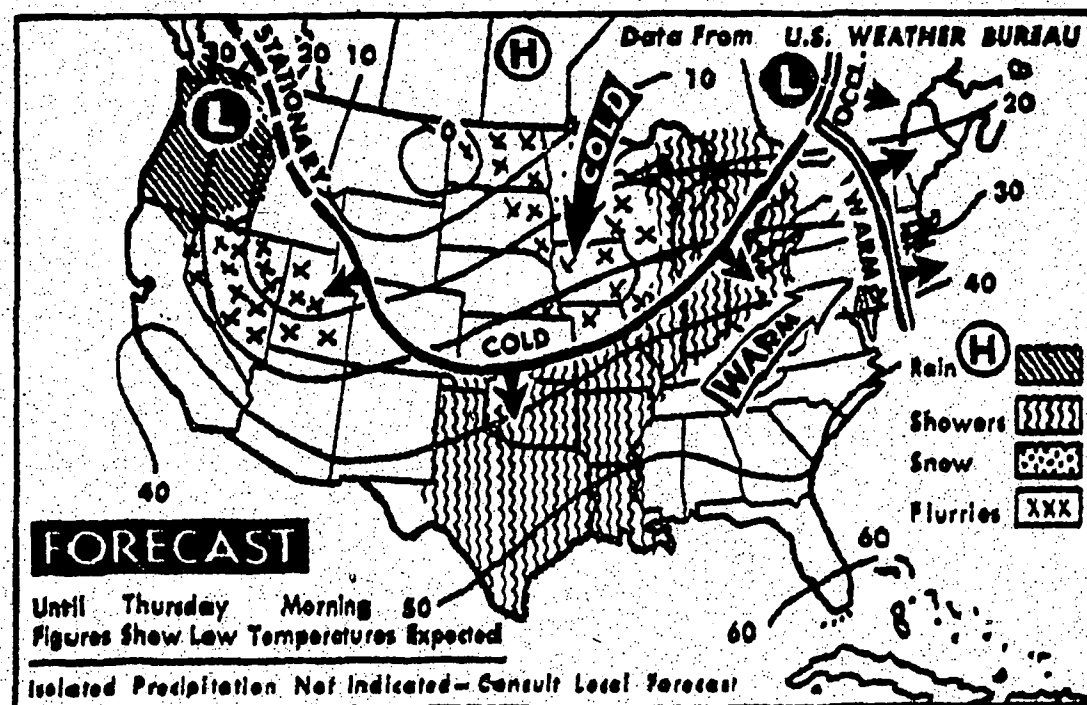 Data From U.S. WEATHER BUREAU
30 20 10
H
L
L
STATIONARY
COLD
10
20
30
40
WARM
WARM
COLD
H
Rain
Showers
Snow
Flurries XXX
40
FORECAST
Until Thursday Morning 50
Figures Show Low Temperatures Expected
60
60
Isolated Precipitation Not Indicated – Consult Local Forecast